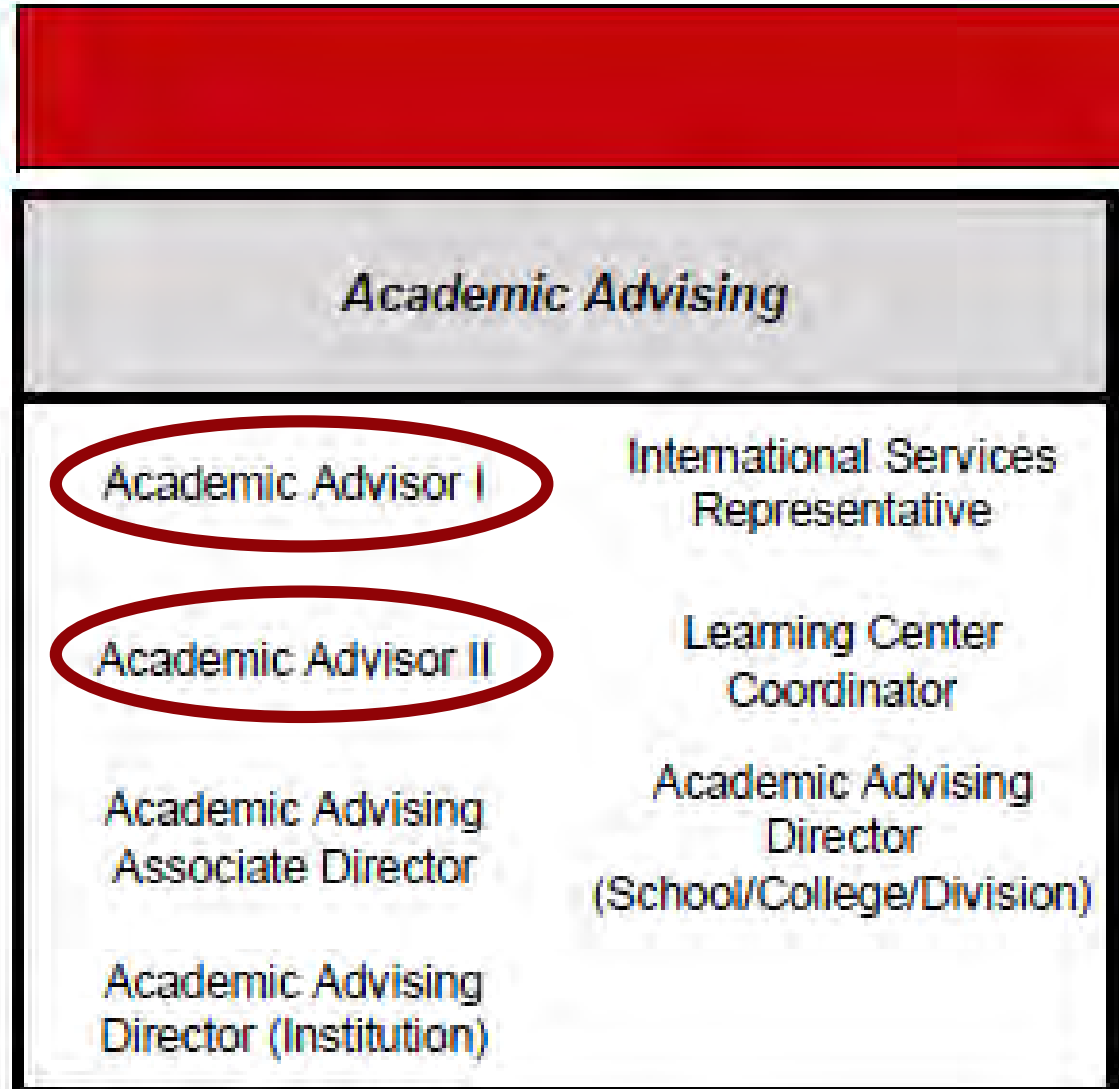 Academic Advising
Academic Advisor I
International Services
Representative
Academic Advisor II
Learning Center
Coordinator
Academic Advising
Associate Director
Academic Advising
Director
(School/College/Division)
Academic Advising
Director (Institution)